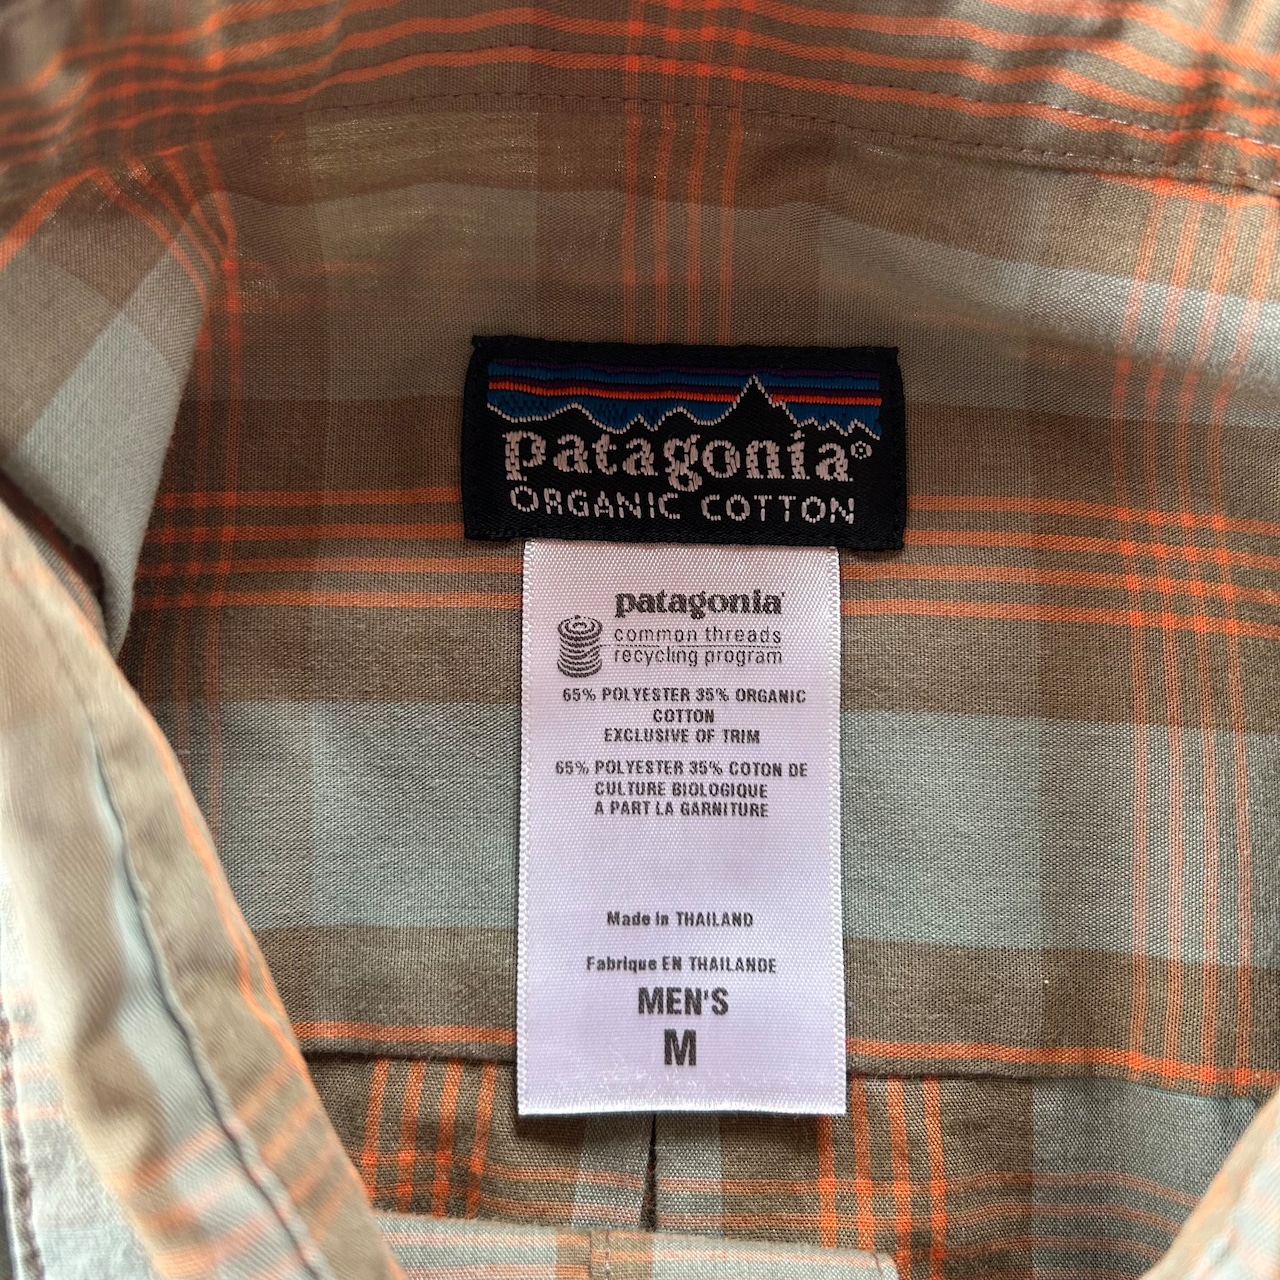 patagonia®
ORGANIC COTTON
patagonia®
common threads
recycling program
65% POLYESTER 35% ORGANIC
COTTON
EXCLUSIVE OF TRIM
65% POLYESTER 35% COTON DE
CULTURE BIOLOGIQUE
A PART LA GARNITURE
Made in THAILAND
Fabrique EN THAILANDE
MEN'S
M